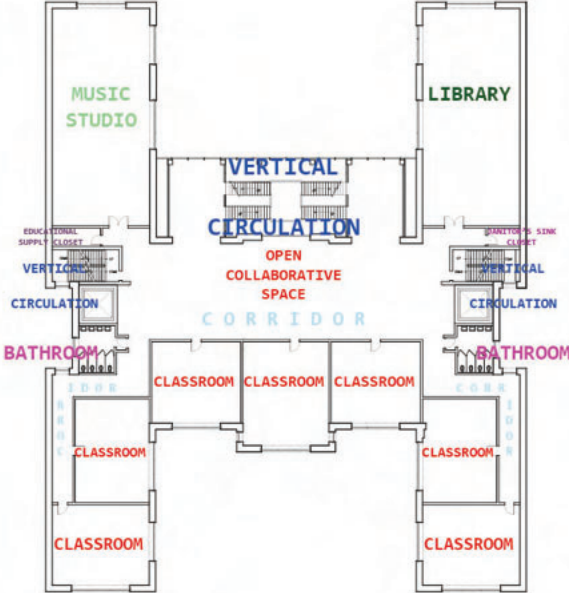 MUSIC
STUDIO
LIBRARY
VERTICAL
CIRCULATION
EDUCATIONAL
SUPPLY CLOSET
JANITOR'S SINK
CLOSET
VERTICAL
CIRCULATION
VERTICAL
CIRCULATION
OPEN
COLLABORATIVE
SPACE
CORRIDOR
BATHROOM
BATHROOM
CLASSROOM
CLASSROOM
CLASSROOM
CORRIDOR
CLASSROOM
CLASSROOM
CLASSROOM
CLASSROOM